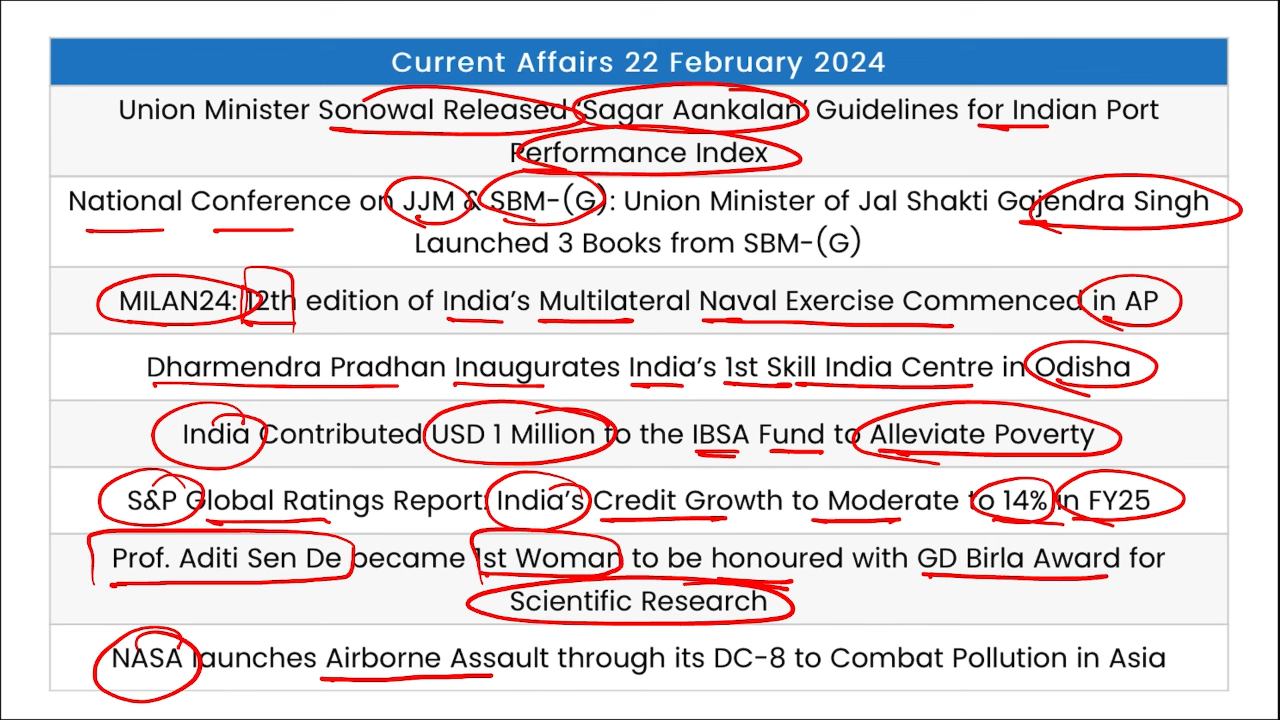 Current Affairs 22 February 2024
Union Minister Sonowal Released ‘Sagar Aankalan’ Guidelines for Indian Port
Performance Index
National Conference on JJM & SBM-(G): Union Minister of Jal Shakti Gajendra Singh
Launched 3 Books from SBM-(G)
MILAN24: 12th edition of India’s Multilateral Naval Exercise Commenced in AP
Dharmendra Pradhan Inaugurates India’s 1st Skill India Centre in Odisha
India Contributed USD 1 Million to the IBSA Fund to Alleviate Poverty
S&P Global Ratings Report: India’s Credit Growth to Moderate to 14% in FY25
Prof. Aditi Sen De became 1st Woman to be honoured with GD Birla Award for
Scientific Research
NASA launches Airborne Assault through its DC-8 to Combat Pollution in Asia